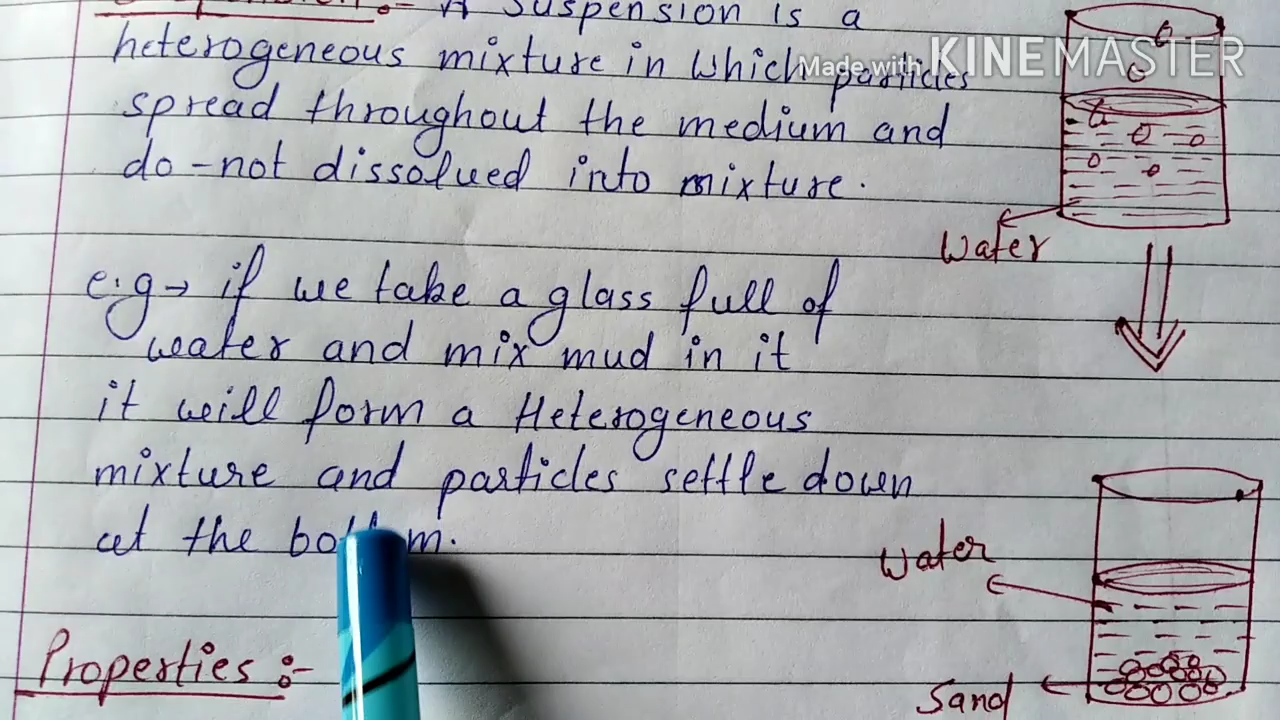 :- A Suspension is a
heterogeneous mixture in which particles
Made with KINEMASTER
spread throughout the medium and
do-not dissolued into mixture.
Water
e.g→ if we take a glass full of
water and mix mud in it
it will form a Heterogeneous
mixture and particles settle down
at the bottom.
Water
Properties :-
Sand